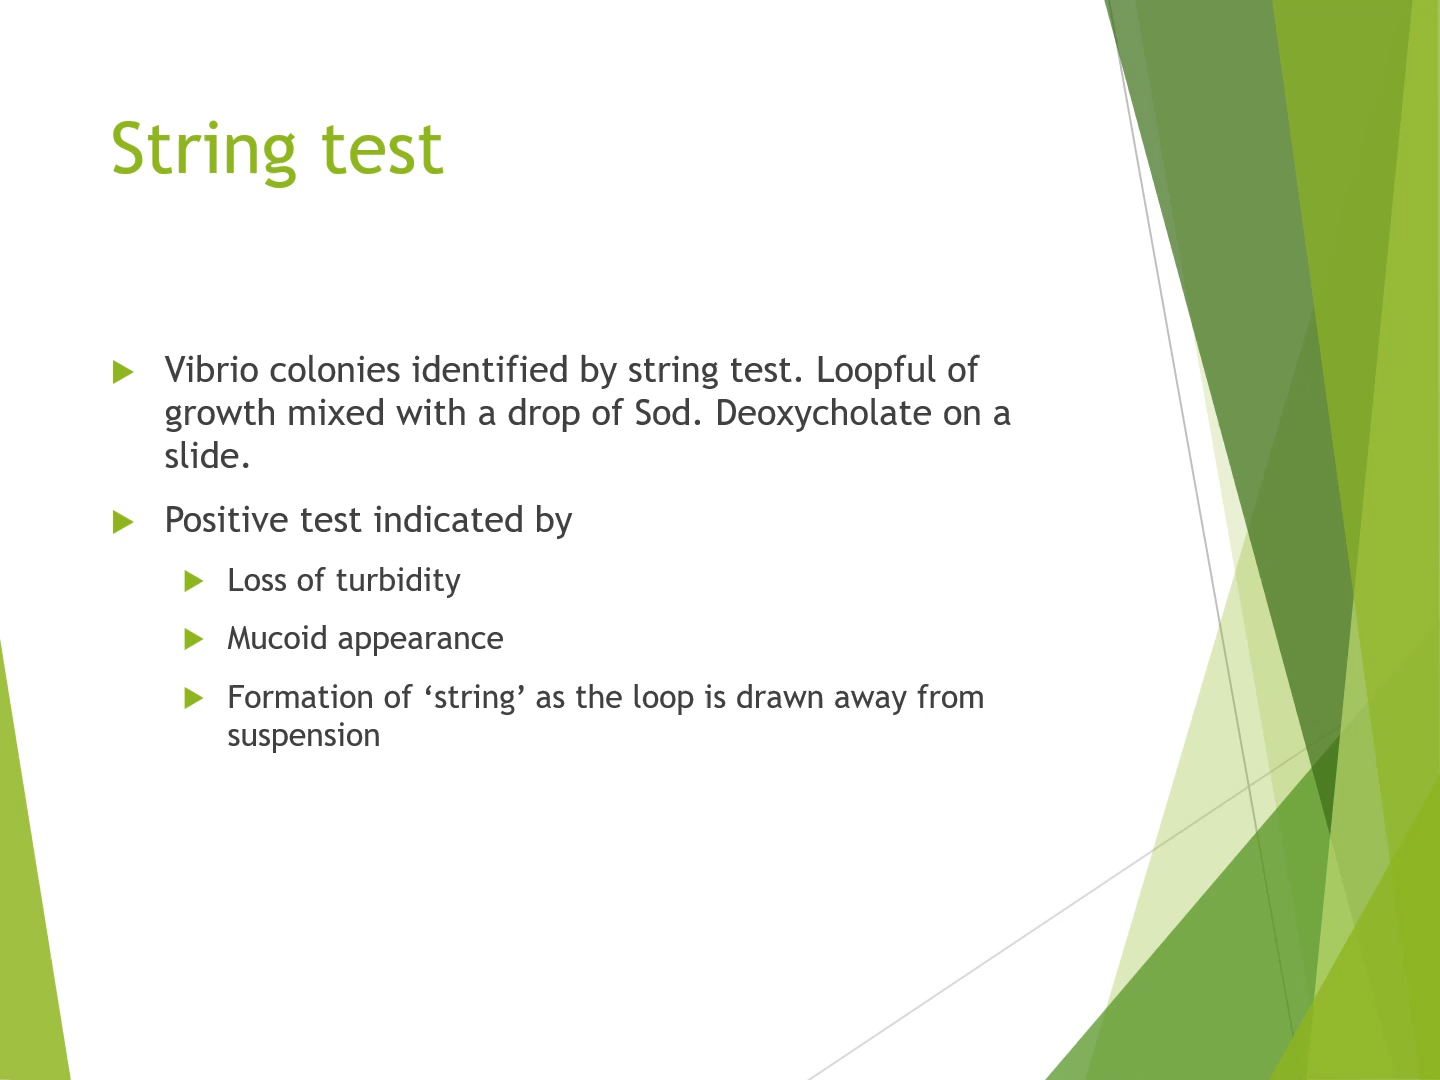 String test
Vibrio colonies identified by string test. Loopful of
growth mixed with a drop of Sod. Deoxycholate on a
slide.
Positive test indicated by
Loss of turbidity
Mucoid appearance
Formation of ‘string’ as the loop is drawn away from
suspension